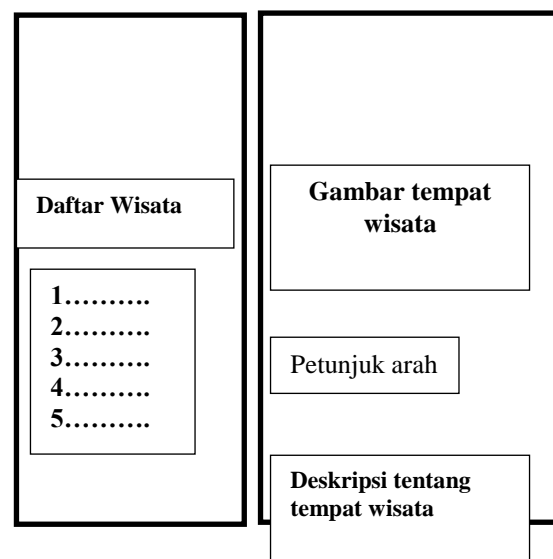 Daftar Wisata
1……….
2……….
3……….
4……….
5……….
Gambar tempat
wisata
Petunjuk arah
Deskripsi tentang
tempat wisata